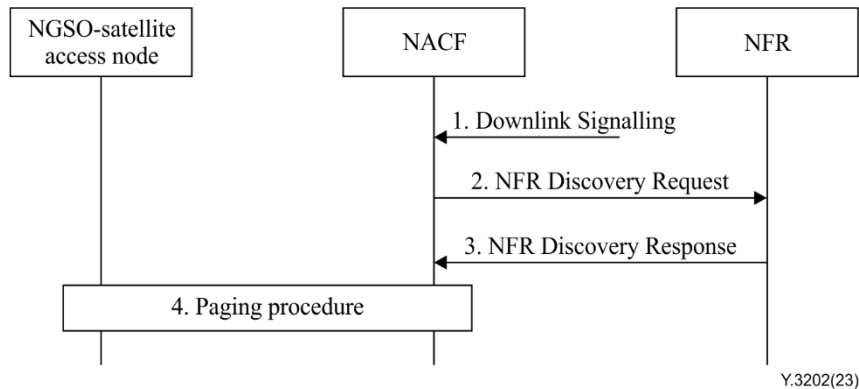 NGSO-satellite
access node
NACF
NFR
1. Downlink Signalling
2. NFR Discovery Request
3. NFR Discovery Response
4. Paging procedure
Y.3202(23)